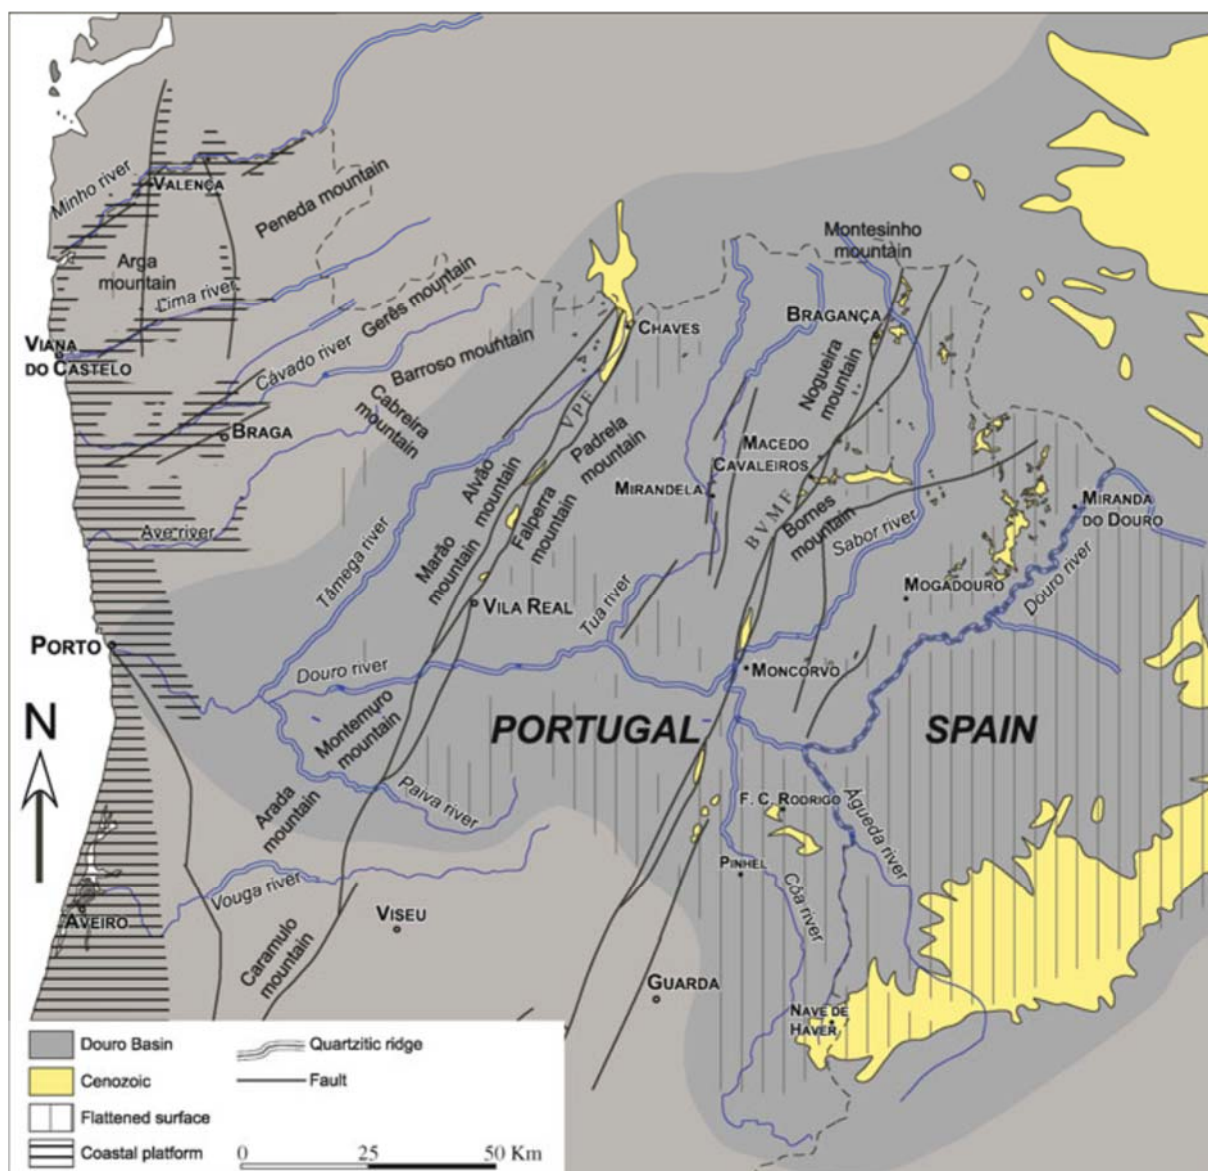 Montesinho
mountain
Minho river
VALENÇA
Peneda mountain
Arga
mountain
Lima river
Gerês mountain
CHAVES
BRAGANÇA
VIANA
DO CASTELO
Cávado river
Barroso mountain
Nogueira
mountain
Cabreira
mountain
BRAGA
VPF
Padrela
mountain
MACEDO
CAVALEIROS
Alvão
mountain
MIRANDELA
MIRANDA
DO DOURO
Falperra
mountain
BVMF
Bornes
mountain
Sabor river
Ave river
Marão
mountain
Tâmega river
Tua river
MOGADOURO
Douro river
VILA REAL
PORTO
Douro river
MONCORVO
N
Montemuro
mountain
PORTUGAL
SPAIN
Paiva river
Arada
mountain
F. C. RODRIGO
Águeda river
PINHEL
Vouga river
Côa river
AVEIRO
VISEU
Caramulo
mountain
GUARDA
NAVE DE
HAVER
Douro Basin
Quartzitic ridge
Cenozoic
Fault
Flattened surface
Coastal platform
0 25 50 Km